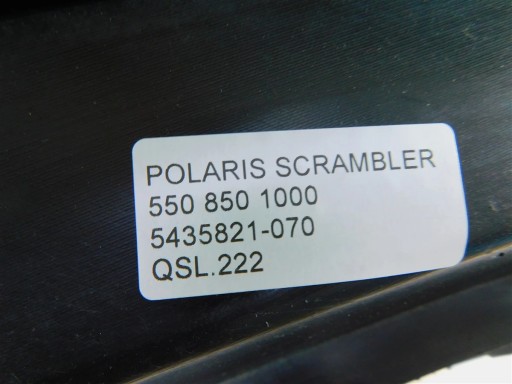 POLARIS SCRAMBLER
550 850 1000
5435821-070
QSL.222